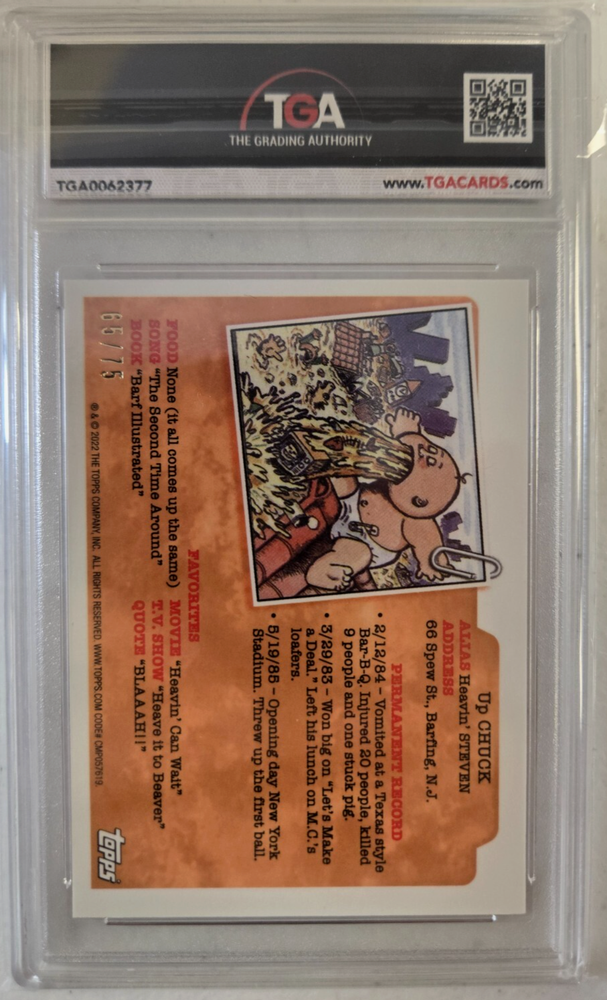 TGA
THE GRADING AUTHORITY
TGA0062377
www.TGACARDS.com
Up CHUCK
ALIAS Heavin' STEVEN
ADDRESS
66 Spew St., Barfing, N.J.
PERMANENT RECORD
• 2/12/84 – Vomited at a Texas style
Bar-B-Q. Injured 20 people, killed
9 people and one stuck pig.
• 3/29/83 – Won big on "Let's Make
a Deal." Left his lunch on M.C.'s
loafers.
• 5/19/85 – Opening day New York
Stadium. Threw up the first ball.
FAVORITES
FOOD None (it all comes up the same)
SONG "The Second Time Around"
BOOK "Barf Illustrated"
MOVIE "Heavin' Can Wait"
T.V. SHOW "Heave it to Beaver"
QUOTE "BLAAAH!!"
® & © 2022 THE TOPPS COMPANY, INC. ALL RIGHTS RESERVED. WWW.TOPPS.COM CODE# CMP057619
topps